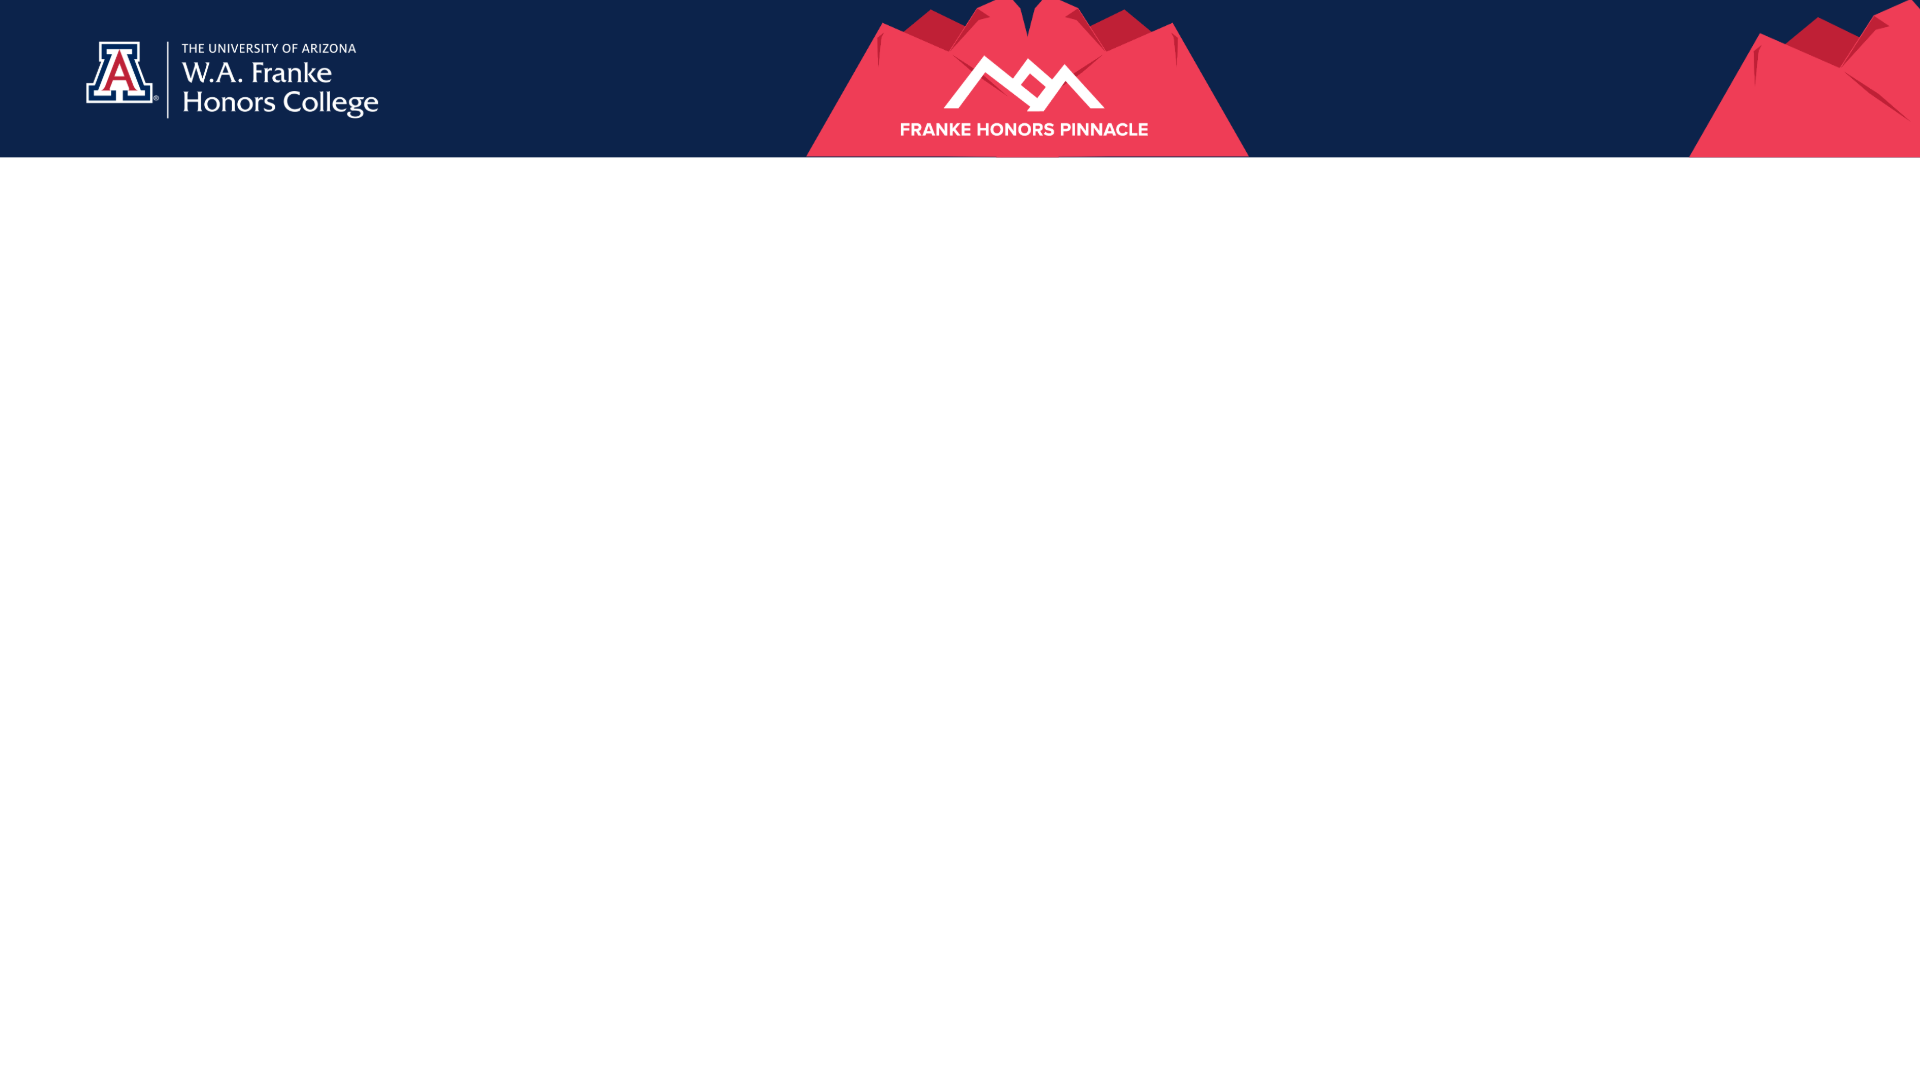 THE UNIVERSITY OF ARIZONA
W.A. Franke
Honors College
FRANKE HONORS PINNACLE